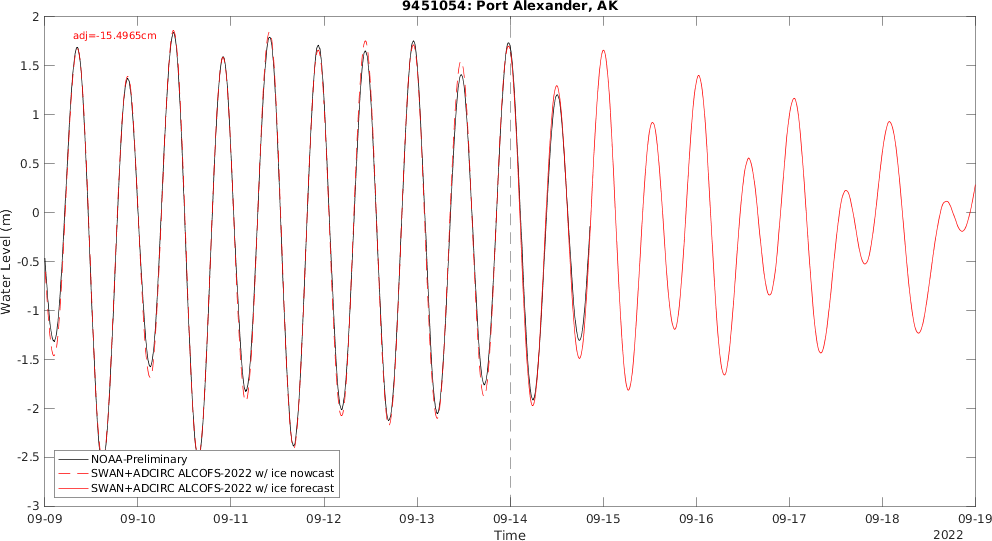 9451054: Port Alexander, AK
adj=-15.4965cm
Water Level (m)
2
1.5
1
0.5
0
-0.5
-1
-1.5
-2
-2.5
-3
NOAA-Preliminary
SWAN+ADCIRC ALCOFS-2022 w/ ice nowcast
SWAN+ADCIRC ALCOFS-2022 w/ ice forecast
09-09 09-10 09-11 09-12 09-13 09-14 09-15 09-16 09-17 09-18 09-19
Time
2022